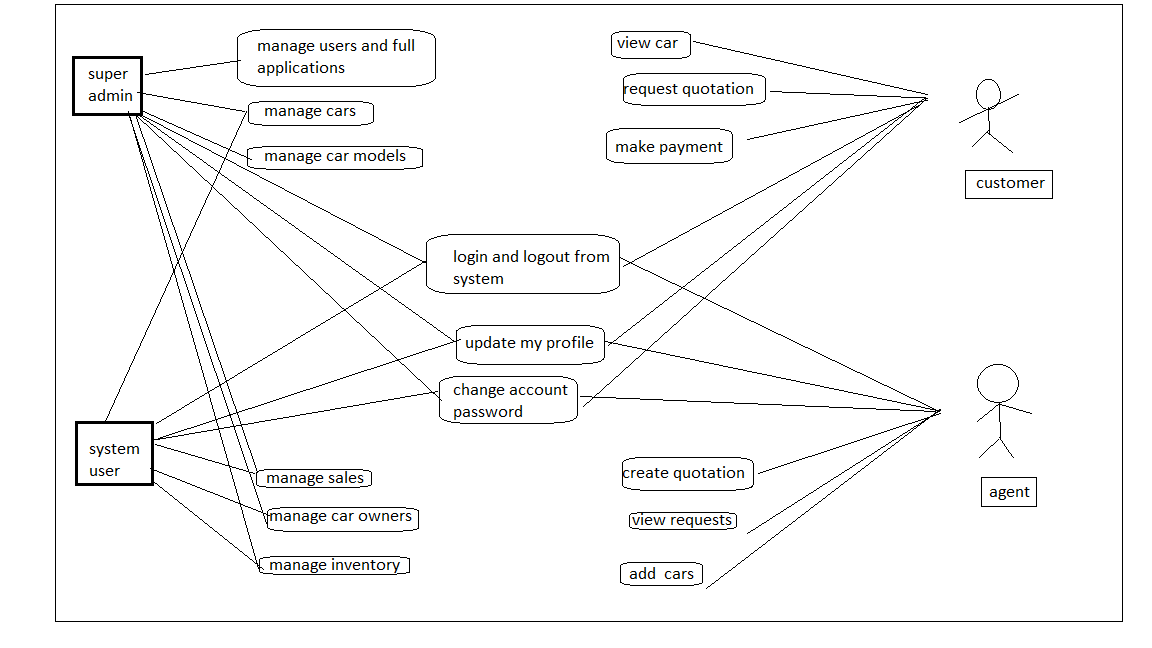 super
admin
manage users and full
applications
manage cars
manage car models
view car
request quotation
make payment
customer
login and logout from
system
update my profile
change account
password
system
user
manage sales
manage car owners
manage inventory
create quotation
view requests
add  cars
agent